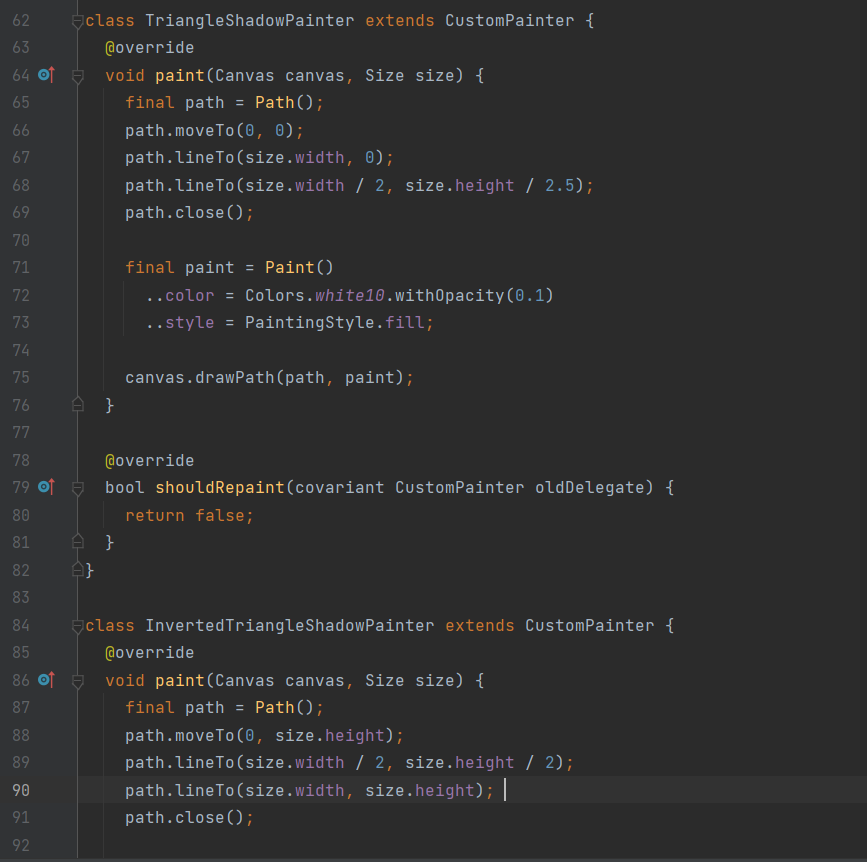 62 class TriangleShadowPainter extends CustomPainter {
63 @override
64 void paint(Canvas canvas, Size size) {
65 final path = Path();
66 path.moveTo(0, 0);
67 path.lineTo(size.width, 0);
68 path.lineTo(size.width / 2, size.height / 2.5);
69 path.close();
70
71 final paint = Paint()
72 ..color = Colors.white10.withOpacity(0.1)
73 ..style = PaintingStyle.fill;
74
75 canvas.drawPath(path, paint);
76 }
77
78 @override
79 bool shouldRepaint(covariant CustomPainter oldDelegate) {
80 return false;
81 }
82 }
83
84 class InvertedTriangleShadowPainter extends CustomPainter {
85 @override
86 void paint(Canvas canvas, Size size) {
87 final path = Path();
88 path.moveTo(0, size.height);
89 path.lineTo(size.width / 2, size.height / 2);
90 path.lineTo(size.width, size.height);
91 path.close();
92